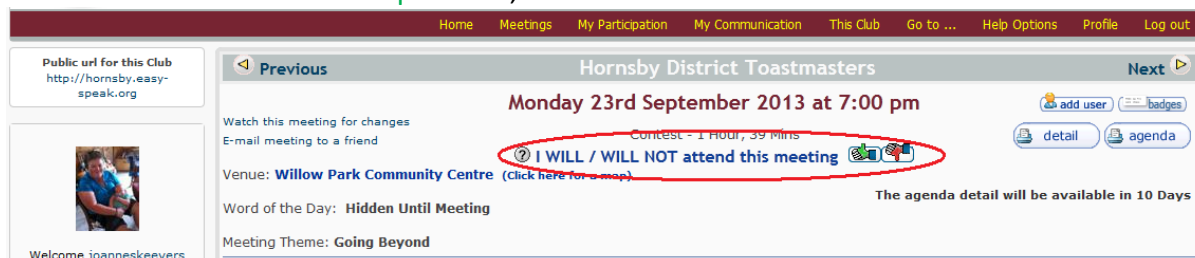 Home Meetings My Participation My Communication This Club Go to ... Help Options Profile Log out
Public url for this Club
http://hornsby.easy-
speak.org
Previous Hornsby District Toastmasters Next
Monday 23rd September 2013 at 7:00 pm
add user badges
Watch this meeting for changes
E-mail meeting to a friend
Contest - 1 Hour, 39 Mins
detail agenda
? I WILL / WILL NOT attend this meeting
Venue: Willow Park Community Centre (Click here for a map)
The agenda detail will be available in 10 Days
Word of the Day: Hidden Until Meeting
Meeting Theme: Going Beyond
Welcome joanneskeevers